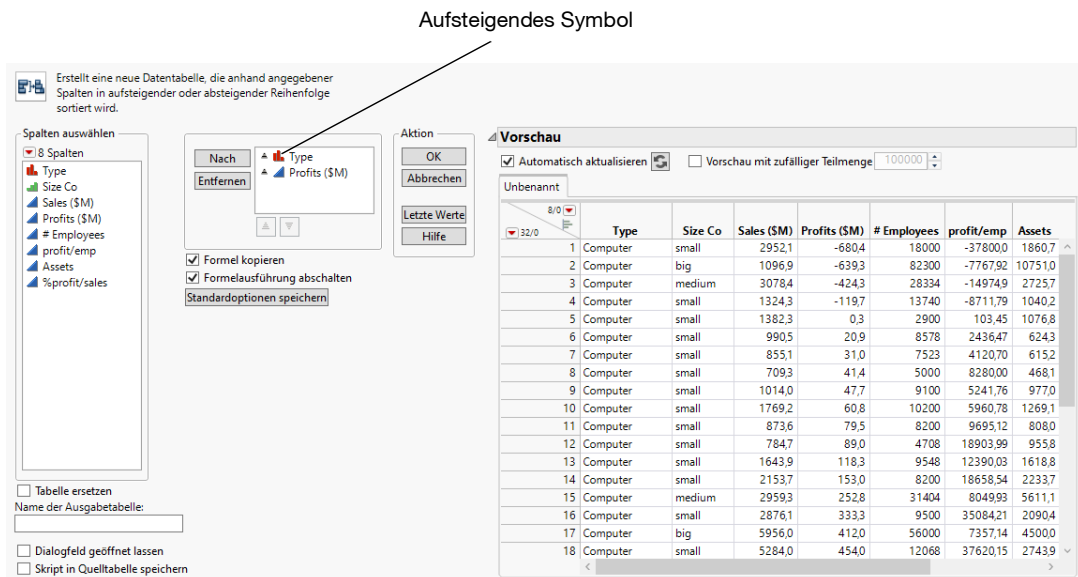 Aufsteigendes Symbol
Erstellt eine neue Datentabelle, die anhand angegebener
Spalten in aufsteigender oder absteigender Reihenfolge
sortiert wird.
Spalten auswählen
8 Spalten
Type
Size Co
Sales ($M)
Profits ($M)
# Employees
profit/emp
Assets
%profit/sales
Tabelle ersetzen
Name der Ausgabetabelle:
Dialogfeld geöffnet lassen
Skript in Quelltabelle speichern
Nach
Entfernen
Type
Profits ($M)
Formel kopieren
Formelausführung abschalten
Standardoptionen speichern
Aktion
OK
Abbrechen
Letzte Werte
Hilfe
Vorschau
Automatisch aktualisieren Vorschau mit zufälliger Teilmenge 100000
Unbenannt
8/0
32/0 Type Size Co Sales ($M) Profits ($M) # Employees profit/emp Assets
1 Computer small 2952,1 -680,4 18000 -37800,0 1860,7
2 Computer big 1096,9 -639,3 82300 -7767,92 10751,0
3 Computer medium 3078,4 -424,3 28334 -14974,9 2725,7
4 Computer small 1324,3 -119,7 13740 -8711,79 1040,2
5 Computer small 1382,3 0,3 2900 103,45 1076,8
6 Computer small 990,5 20,9 8578 2436,47 624,3
7 Computer small 855,1 31,0 7523 4120,70 615,2
8 Computer small 709,3 41,4 5000 8280,00 468,1
9 Computer small 1014,0 47,7 9100 5241,76 977,0
10 Computer small 1769,2 60,8 10200 5960,78 1269,1
11 Computer small 873,6 79,5 8200 9695,12 808,0
12 Computer small 784,7 89,0 4708 18903,99 955,8
13 Computer small 1643,9 118,3 9548 12390,03 1618,8
14 Computer small 2153,7 153,0 8200 18658,54 2233,7
15 Computer medium 2959,3 252,8 31404 8049,93 5611,1
16 Computer small 2876,1 333,3 9500 35084,21 2090,4
17 Computer big 5956,0 412,0 56000 7357,14 4500,0
18 Computer small 5284,0 454,0 12068 37620,15 2743,9